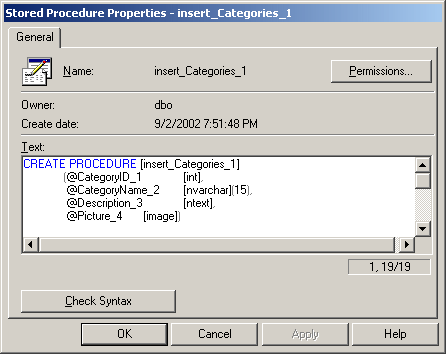 Stored Procedure Properties - insert_Categories_1
General
Name: insert_Categories_1 Permissions...
Owner: dbo
Create date: 9/2/2002 7:51:48 PM
Text:
CREATE PROCEDURE [insert_Categories_1]
(@CategoryID_1 [int],
@CategoryName_2 [nvarchar](15),
@Description_3 [ntext],
@Picture_4 [image])
1, 19/19
Check Syntax
OK Cancel Apply Help